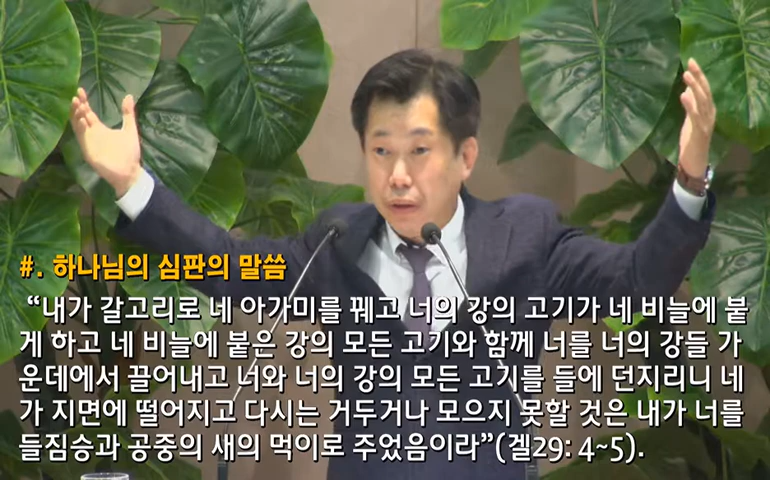 #. 하나님의 심판의 말씀
“내가 갈고리로 네 아가미를 꿰고 너의 강의 고기가 네 비늘에 붙
게 하고 네 비늘에 붙은 강의 모든 고기와 함께 너를 너의 강들 가
운데에서 끌어내고 너와 너의 강의 모든 고기를 들에 던지리니 네
가 지면에 떨어지고 다시는 거두거나 모으지 못할 것은 내가 너를
들짐승과 공중의 새의 먹이로 주었음이라”(겔29: 4~5).